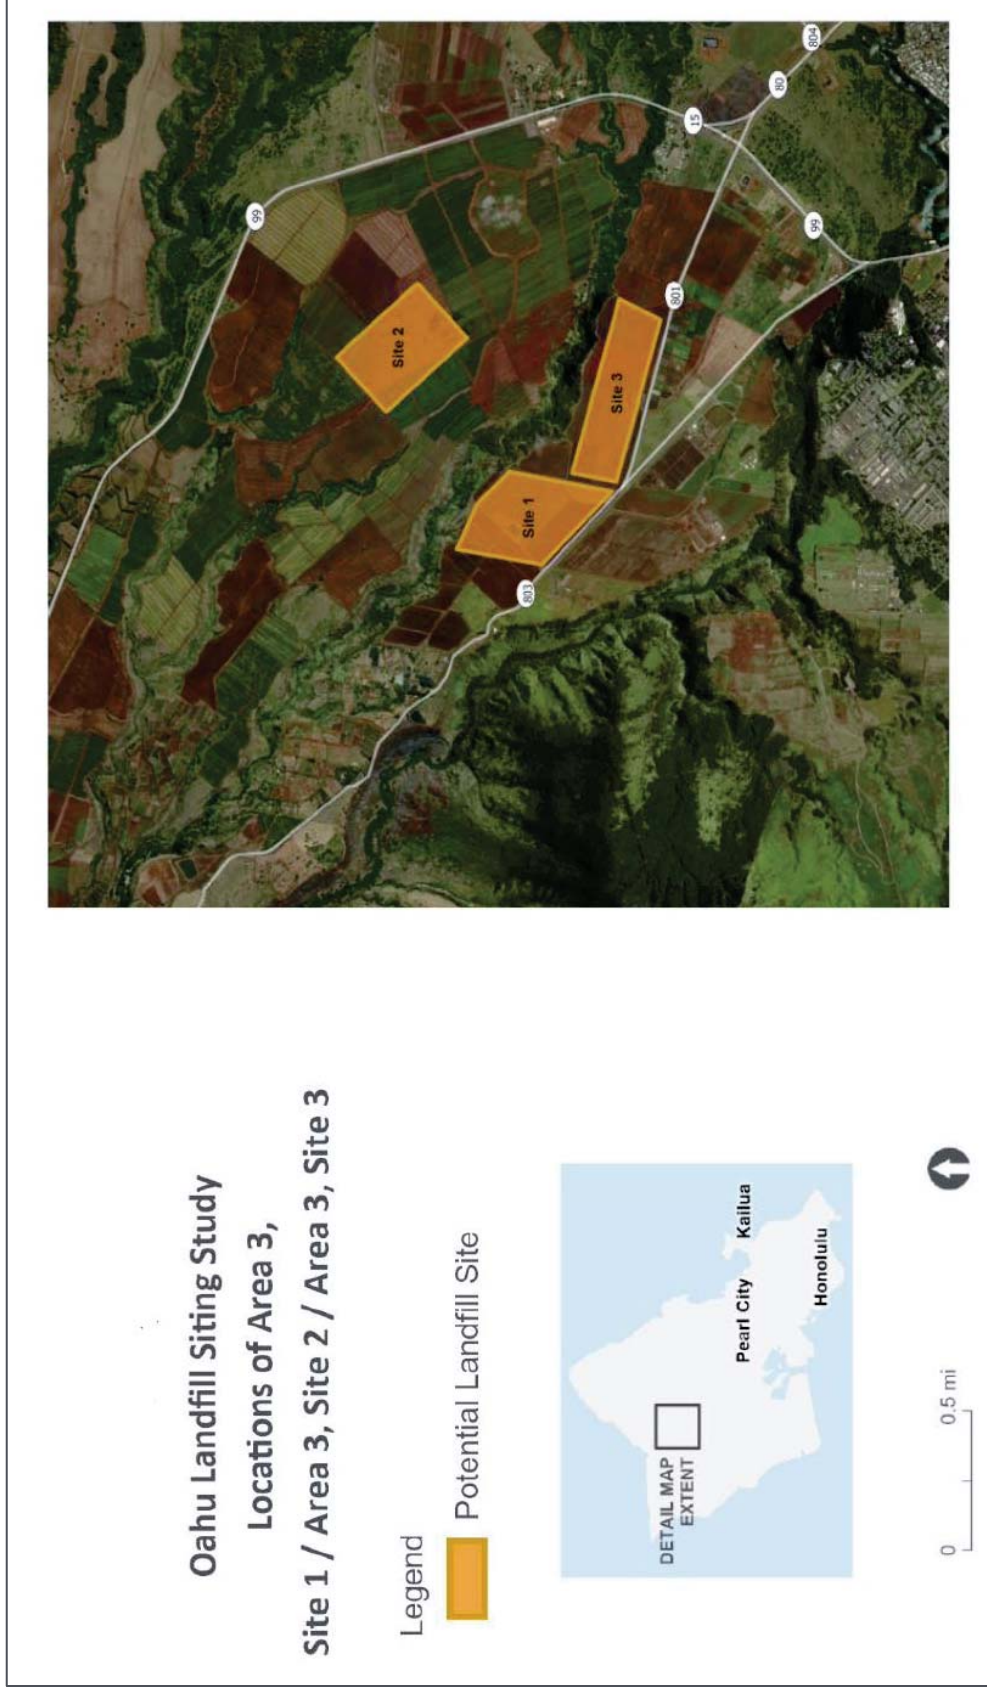 Oahu Landfill Siting Study
Locations of Area 3,
Site 1 / Area 3, Site 2 / Area 3, Site 3
Legend
Potential Landfill Site
DETAIL MAP
EXTENT
Pearl City
Kailua
Honolulu
0
0.5 mi
99
803
Site 1
Site 2
Site 3
801
15
80
804
99